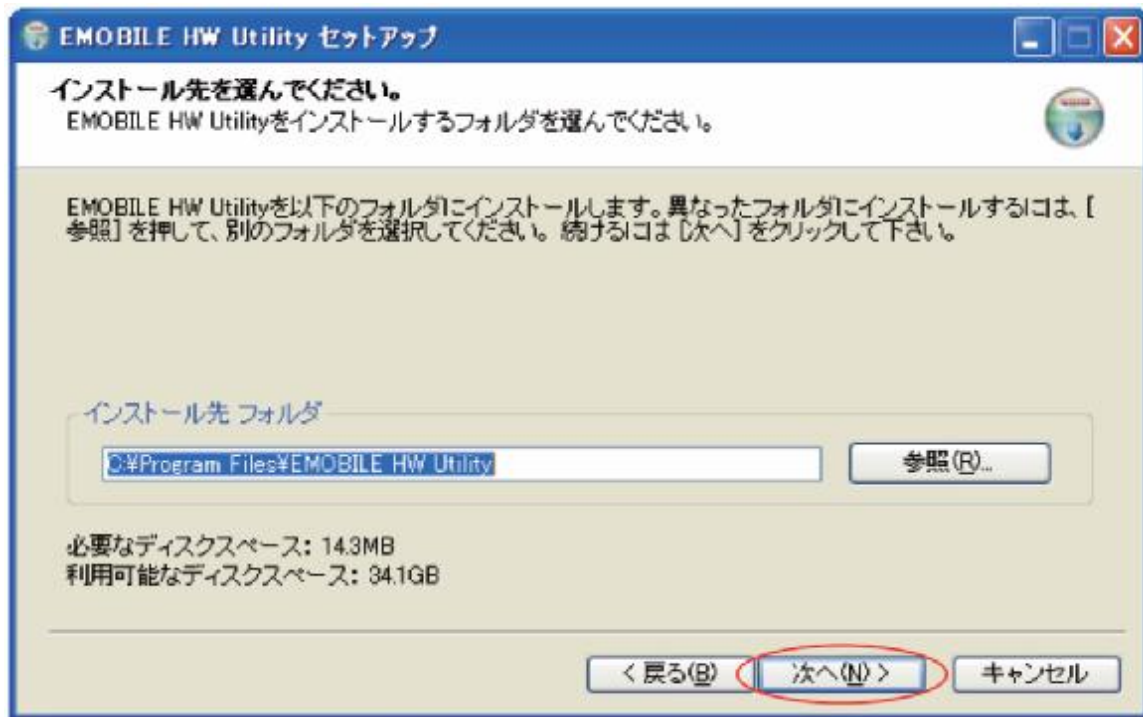 EMOBILE HW Utility セットアップ
インストール先を選んでください。
EMOBILE HW Utilityをインストールするフォルダを選んでください。
EMOBILE HW Utilityを以下のフォルダにインストールします。異なったフォルダにインストールするには、[
参照] を押して、別のフォルダを選択してください。続けるには [次へ] をクリックして下さい。
インストール先 フォルダ
C:¥Program Files¥EMOBILE HW Utility
参照(R)...
必要なディスクスペース: 14.3MB
利用可能なディスクスペース: 34.1GB
< 戻る(B)
次へ(N) >
キャンセル